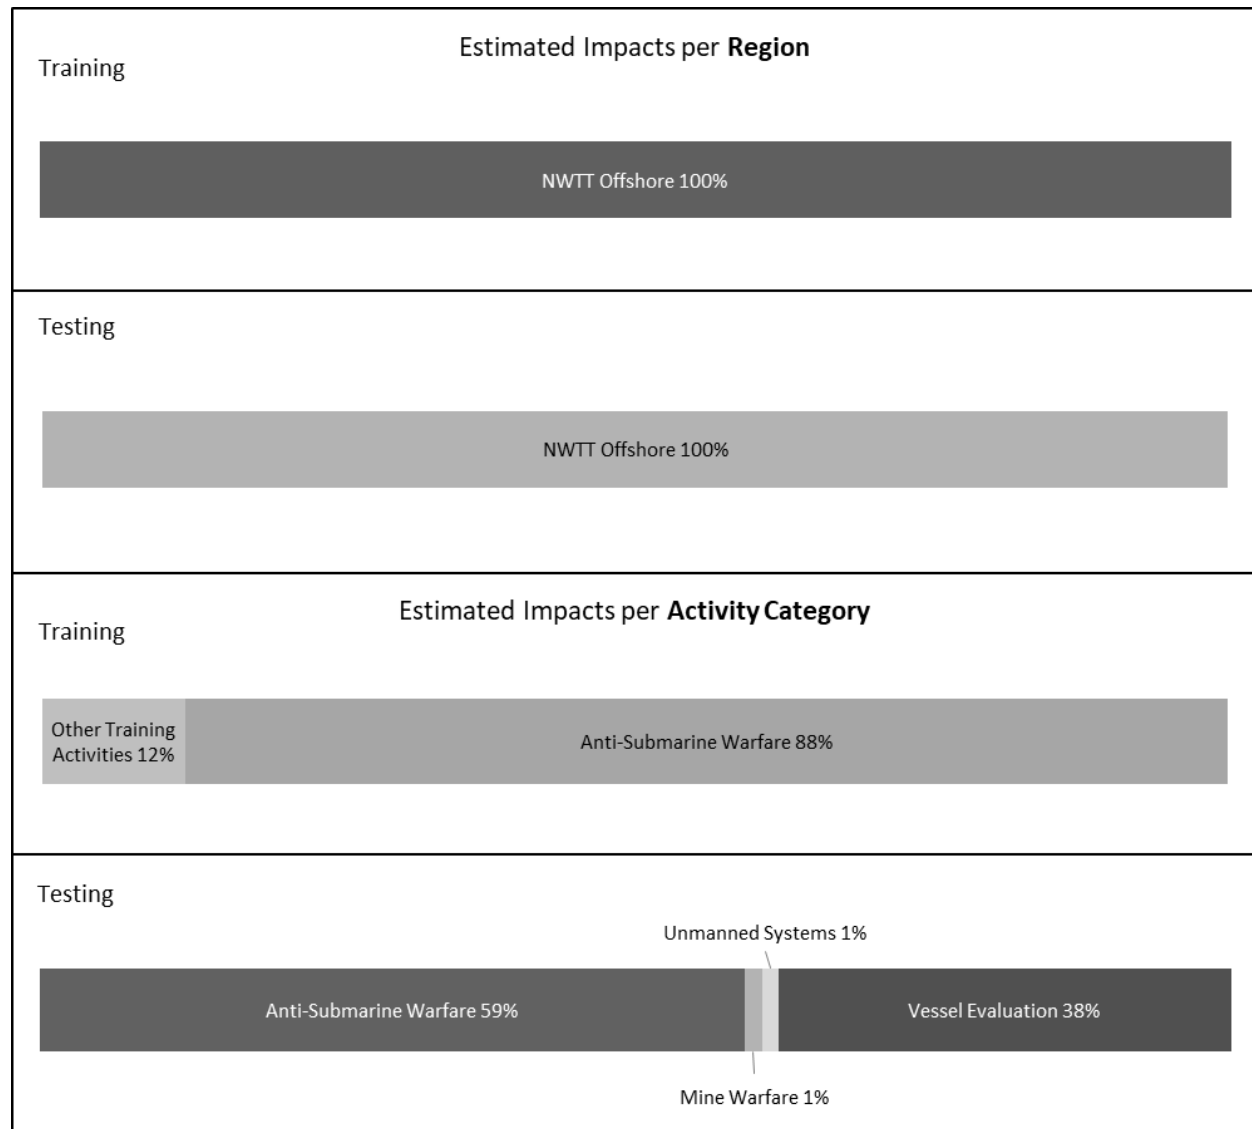 Estimated Impacts per Region
Training
NWTT Offshore 100%
Testing
NWTT Offshore 100%
Estimated Impacts per Activity Category
Training
Other Training
Activities 12%
Anti-Submarine Warfare 88%
Testing
Unmanned Systems 1%
Anti-Submarine Warfare 59%
Vessel Evaluation 38%
Mine Warfare 1%